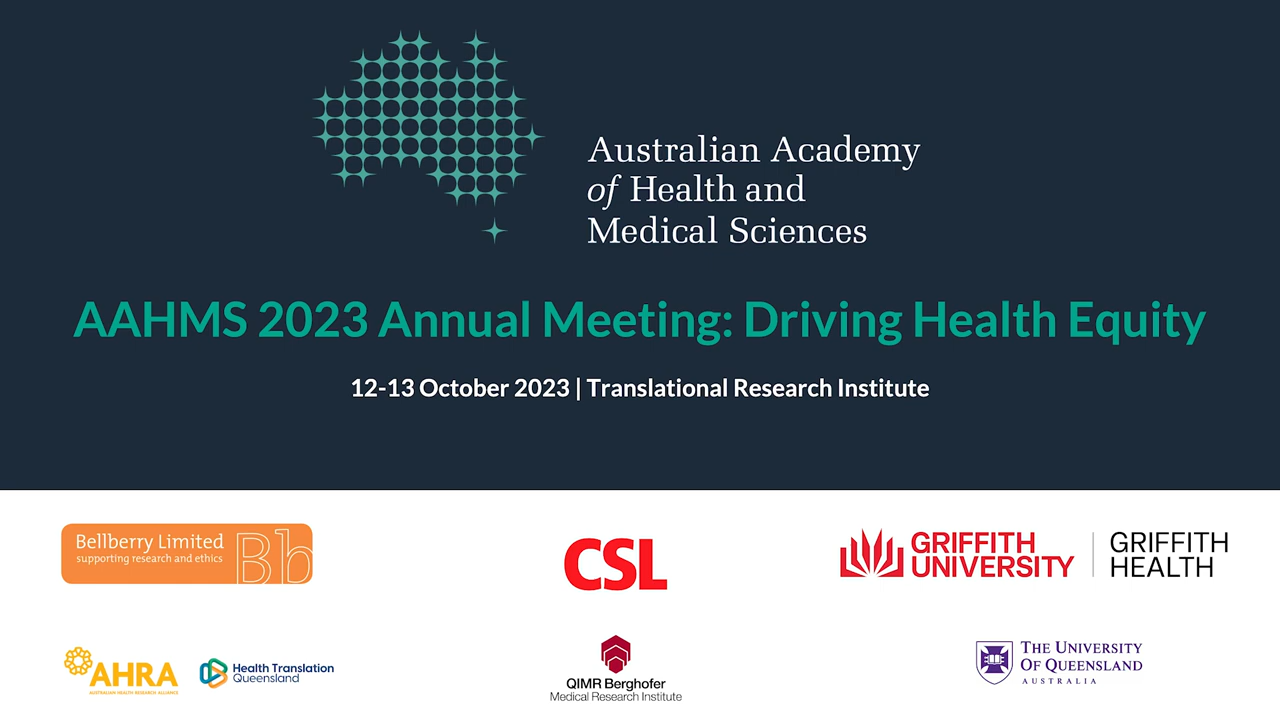 Australian Academy
of Health and
Medical Sciences
AAHMS 2023 Annual Meeting: Driving Health Equity
12-13 October 2023 | Translational Research Institute
Bellberry Limited
supporting research and ethics
Bb
CSL
GRIFFITH
UNIVERSITY
GRIFFITH
HEALTH
AHRA
AUSTRALIAN HEALTH RESEARCH ALLIANCE
Health Translation
Queensland
QIMR Berghofer
Medical Research Institute
THE UNIVERSITY
OF QUEENSLAND
AUSTRALIA